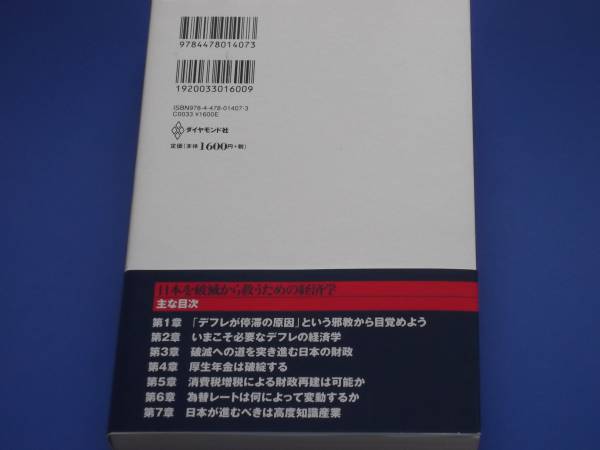 9784478014073
1920033016009
ISBN978-4-478-01407-3
C0033 ¥1600E
ダイヤモンド社
定価(本体1600円+税)
日本を破滅から救うための経済学
主な目次
第1章 「デフレが停滞の原因」という邪教から目覚めよう
第2章 いまこそ必要なデフレの経済学
第3章 破滅への道を突き進む日本の財政
第4章 厚生年金は破綻する
第5章 消費税増税による財政再建は可能か
第6章 為替レートは何によって変動するか
第7章 日本が進むべきは高度知識産業